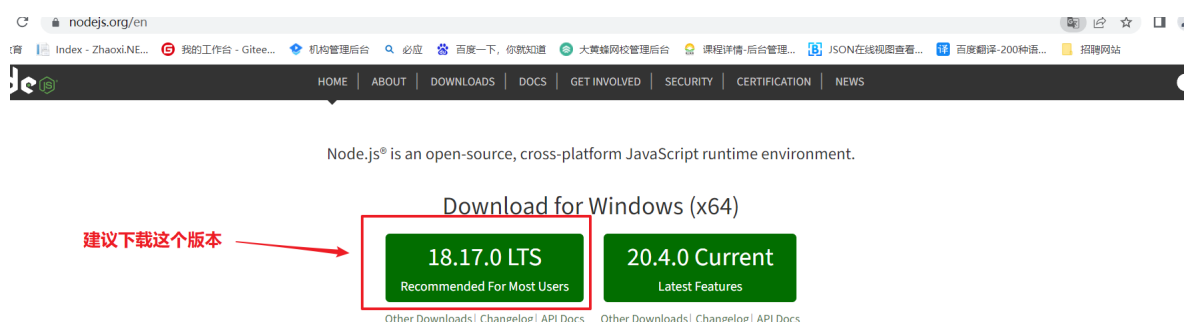 nodejs.org/en
Index - Zhaoxi.NE... 我的工作台 - Gitee... 机构管理后台 必应 百度一下，你就知道 大黄蜂网校管理后台 课程详情-后台管理... JSON在线视图查看... 百度翻译-200种语... 招聘网站
HOME | ABOUT | DOWNLOADS | DOCS | GET INVOLVED | SECURITY | CERTIFICATION | NEWS
Node.js® is an open-source, cross-platform JavaScript runtime environment.
Download for Windows (x64)
建议下载这个版本
18.17.0 LTS
Recommended For Most Users
20.4.0 Current
Latest Features
Other Downloads | Changelog | API Docs
Other Downloads | Changelog | API Docs